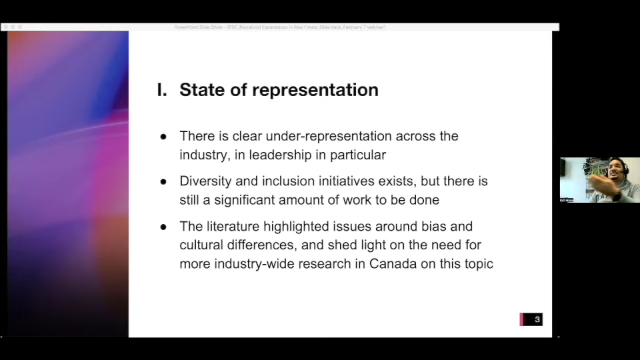 I. State of representation
● There is clear under-representation across the
industry, in leadership in particular
● Diversity and inclusion initiatives exists, but there is
still a significant amount of work to be done
● The literature highlighted issues around bias and
cultural differences, and shed light on the need for
more industry-wide research in Canada on this topic
3